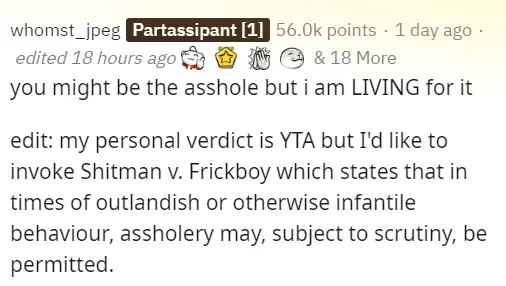 whomst_jpeg Partassipant [1] 56.0k points · 1 day ago ·
edited 18 hours ago & 18 More
you might be the asshole but i am LIVING for it
edit: my personal verdict is YTA but I'd like to
invoke Shitman v. Frickboy which states that in
times of outlandish or otherwise infantile
behaviour, assholery may, subject to scrutiny, be
permitted.